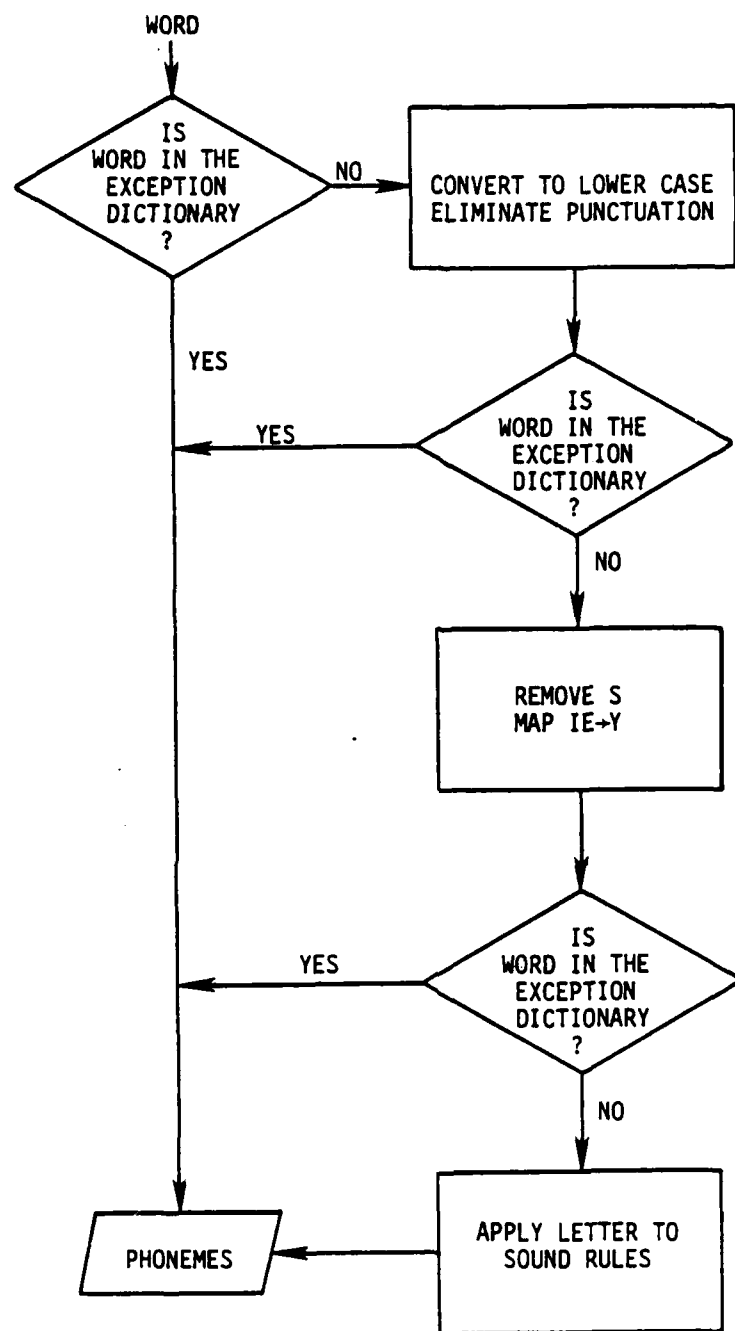 WORD
IS
WORD IN THE
EXCEPTION
DICTIONARY
?
NO
CONVERT TO LOWER CASE
ELIMINATE PUNCTUATION
YES
IS
WORD IN THE
EXCEPTION
DICTIONARY
?
YES
NO
REMOVE S
MAP IE→Y
IS
WORD IN THE
EXCEPTION
DICTIONARY
?
YES
NO
APPLY LETTER TO
SOUND RULES
PHONEMES